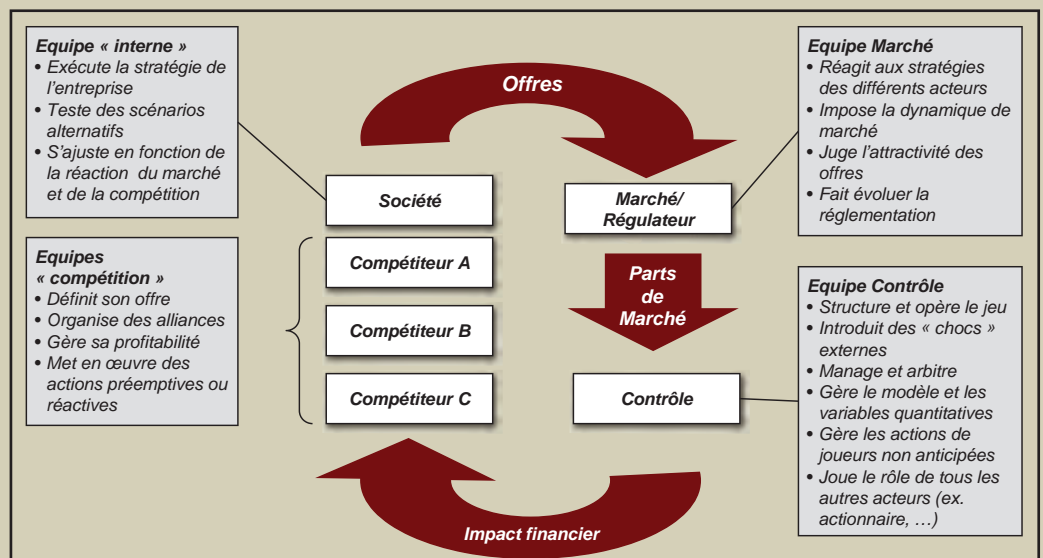 Equipe « interne »
• Exécute la stratégie de
l'entreprise
• Teste des scénarios
alternatifs
• S'ajuste en fonction de
la réaction du marché
et de la compétition
Equipes
« compétition »
• Définit son offre
• Organise des alliances
• Gère sa profitabilité
• Met en œuvre des
actions préemptives ou
réactives
Offres
Société
Compétiteur A
Compétiteur B
Compétiteur C
Marché/
Régulateur
Parts
de
Marché
Contrôle
Impact financier
Equipe Marché
• Réagit aux stratégies
des différents acteurs
• Impose la dynamique de
marché
• Juge l'attractivité des
offres
• Fait évoluer la
réglementation
Equipe Contrôle
• Structure et opère le jeu
• Introduit des « chocs »
externes
• Manage et arbitre
• Gère le modèle et les
variables quantitatives
• Gère les actions de
joueurs non anticipées
• Joue le rôle de tous les
autres acteurs (ex.
actionnaire, …)